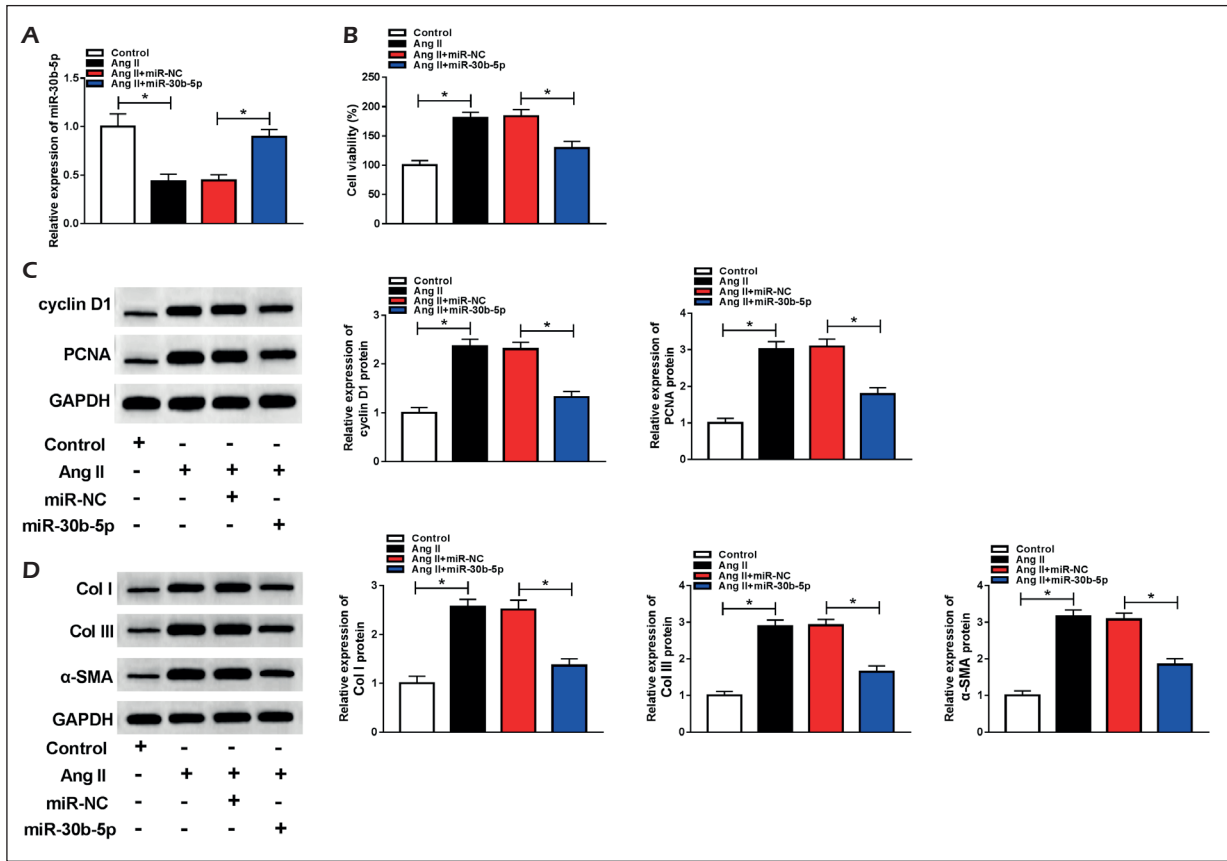 A
Control
Ang II
Ang II+miR-NC
Ang II+miR-30b-5p
Relative expression of miR-30b-5p
1.5
1.0
0.5
0.0
*
*
B
Control
Ang II
Ang II+miR-NC
Ang II+miR-30b-5p
Cell viability (%)
250
200
150
100
50
0
*
*
C
cyclin D1
PCNA
GAPDH
Control + - - -
Ang II - + + +
miR-NC - - + -
miR-30b-5p - - - +
Control
Ang II
Ang II+miR-NC
Ang II+miR-30b-5p
Relative expression of
cyclin D1 protein
3
2
1
0
*
*
Control
Ang II
Ang II+miR-NC
Ang II+miR-30b-5p
Relative expression of
PCNA protein
4
3
2
1
0
*
*
D
Col I
Col III
α-SMA
GAPDH
Control + - - -
Ang II - + + +
miR-NC - - + -
miR-30b-5p - - - +
Control
Ang II
Ang II+miR-NC
Ang II+miR-30b-5p
Relative expression of
Col I protein
3
2
1
0
*
*
Control
Ang II
Ang II+miR-NC
Ang II+miR-30b-5p
Relative expression of
Col III protein
4
3
2
1
0
*
*
Control
Ang II
Ang II+miR-NC
Ang II+miR-30b-5p
Relative expression of
α-SMA protein
4
3
2
1
0
*
*